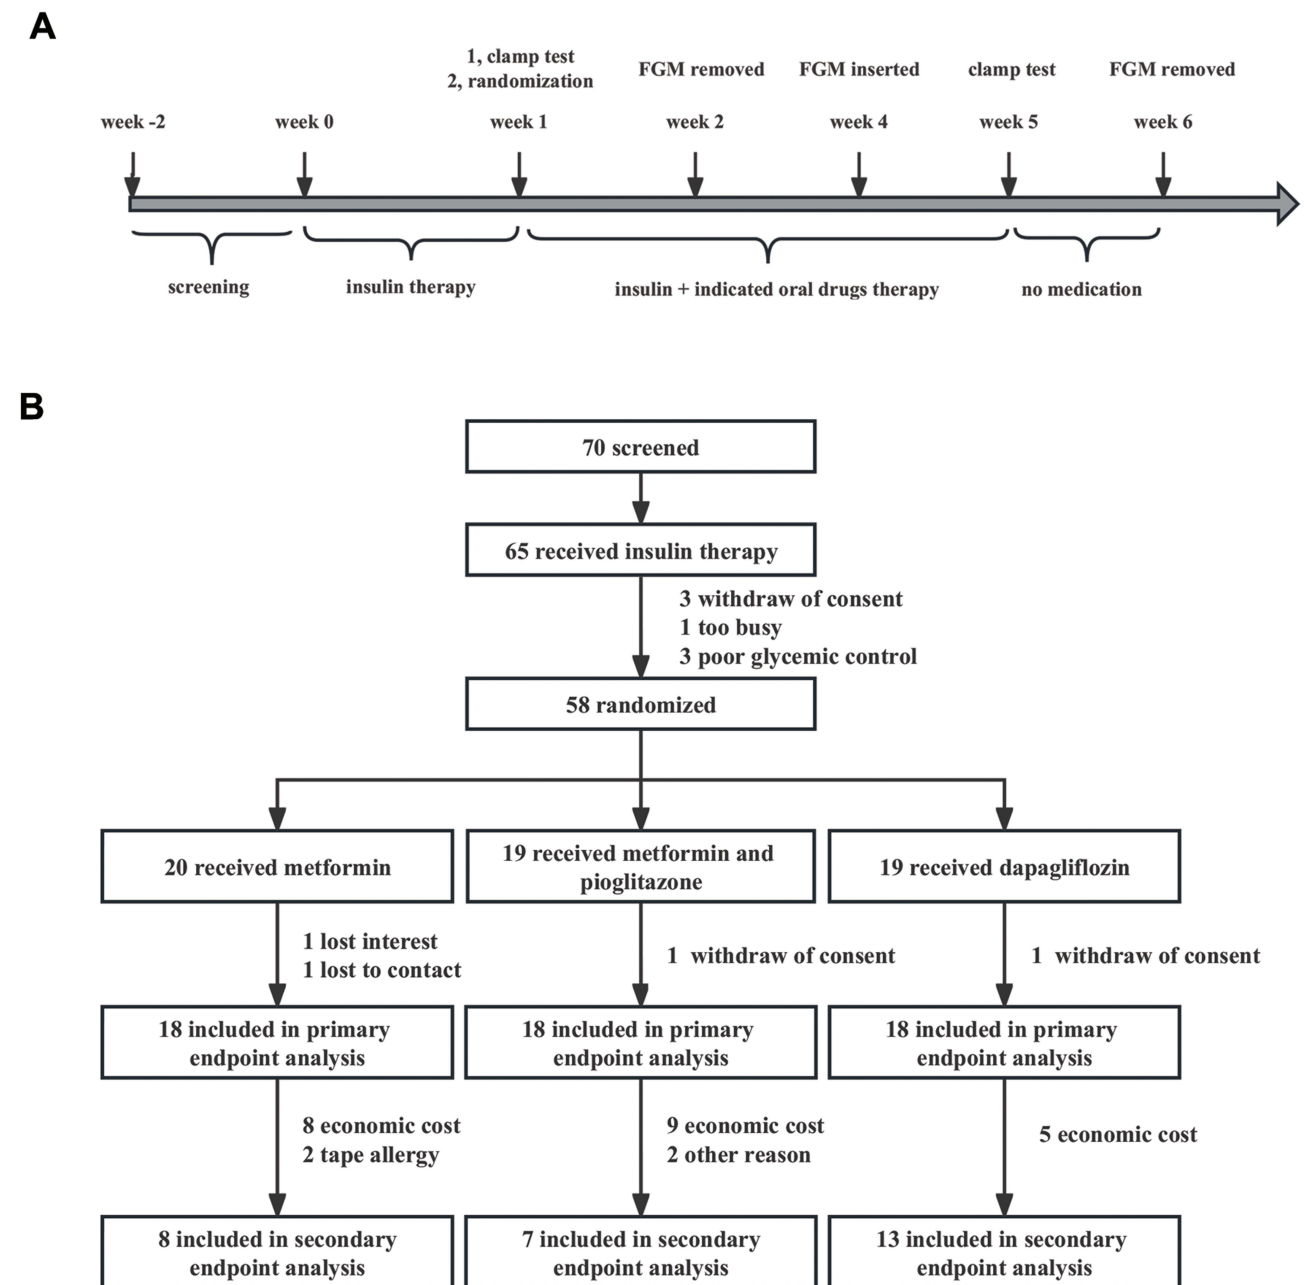 A
1, clamp test
2, randomization
FGM removed
FGM inserted
clamp test
FGM removed
week -2
week 0
week 1
week 2
week 4
week 5
week 6
screening
insulin therapy
insulin + indicated oral drugs therapy
no medication
B
70 screened
65 received insulin therapy
3 withdraw of consent
1 too busy
3 poor glycemic control
58 randomized
20 received metformin
19 received metformin and
pioglitazone
19 received dapagliflozin
1 lost interest
1 lost to contact
1 withdraw of consent
1 withdraw of consent
18 included in primary
endpoint analysis
18 included in primary
endpoint analysis
18 included in primary
endpoint analysis
8 economic cost
2 tape allergy
9 economic cost
2 other reason
5 economic cost
8 included in secondary
endpoint analysis
7 included in secondary
endpoint analysis
13 included in secondary
endpoint analysis